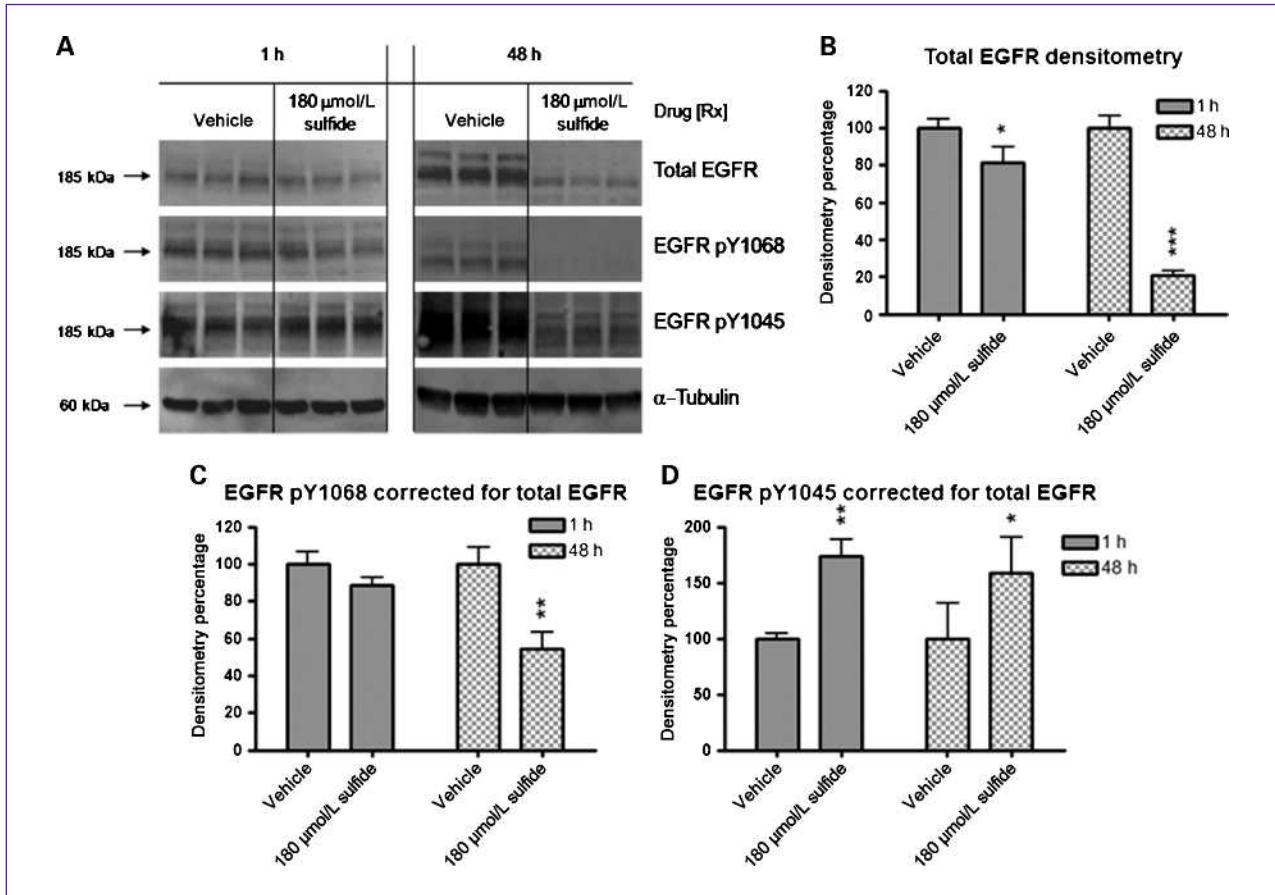 A
1 h
48 h
Vehicle
180 µmol/L
sulfide
Vehicle
180 µmol/L
sulfide
Drug [Rx]
185 kDa
Total EGFR
185 kDa
EGFR pY1068
185 kDa
EGFR pY1045
60 kDa
α-Tubulin
B
Total EGFR densitometry
Densitometry percentage
120
100
80
60
40
20
0
*
***
1 h
48 h
Vehicle
180 µmol/L sulfide
Vehicle
180 µmol/L sulfide
C
EGFR pY1068 corrected for total EGFR
Densitometry percentage
120
100
80
60
40
20
0
**
1 h
48 h
Vehicle
180 µmol/L sulfide
Vehicle
180 µmol/L sulfide
D
EGFR pY1045 corrected for total EGFR
Densitometry percentage
200
150
100
50
0
**
*
1 h
48 h
Vehicle
180 µmol/L sulfide
Vehicle
180 µmol/L sulfide